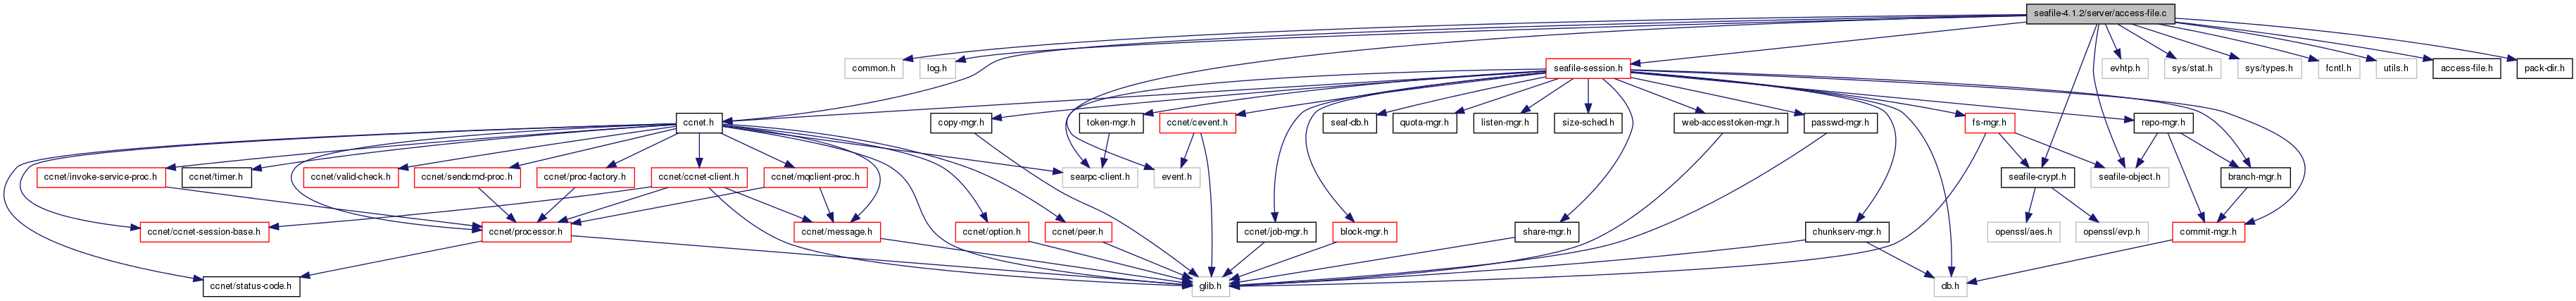 seafile-4.1.2/server/access-file.c
common.h
log.h
seafile-session.h
evhtp.h
sys/stat.h
sys/types.h
fcntl.h
utils.h
access-file.h
pack-dir.h
ccnet.h
copy-mgr.h
token-mgr.h
ccnet/cevent.h
seaf-db.h
quota-mgr.h
listen-mgr.h
size-sched.h
web-accesstoken-mgr.h
passwd-mgr.h
fs-mgr.h
repo-mgr.h
ccnet/invoke-service-proc.h
ccnet/timer.h
ccnet/valid-check.h
ccnet/sendcmd-proc.h
ccnet/proc-factory.h
ccnet/ccnet-client.h
ccnet/mqclient-proc.h
searpc-client.h
event.h
seafile-crypt.h
seafile-object.h
branch-mgr.h
ccnet/ccnet-session-base.h
ccnet/processor.h
ccnet/message.h
ccnet/option.h
ccnet/peer.h
ccnet/job-mgr.h
block-mgr.h
share-mgr.h
chunkserv-mgr.h
openssl/aes.h
openssl/evp.h
commit-mgr.h
ccnet/status-code.h
glib.h
db.h